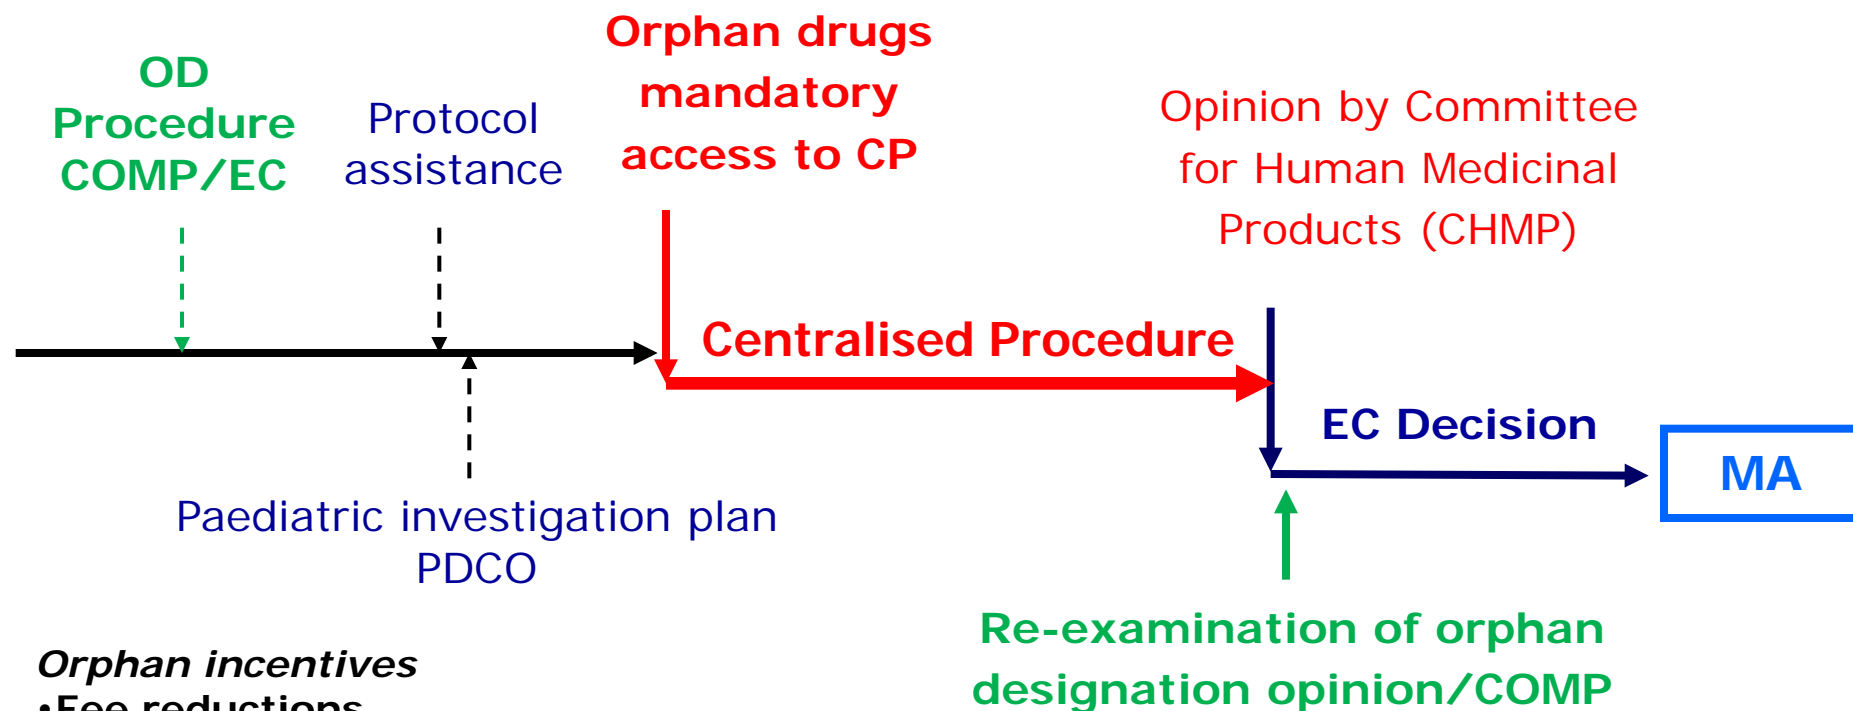 OD
Procedure
COMP/EC
Protocol
assistance
Orphan drugs
mandatory
access to CP
Opinion by Committee
for Human Medicinal
Products (CHMP)
Centralised Procedure
EC Decision
MA
Paediatric investigation plan
PDCO
Re-examination of orphan
designation opinion/COMP
Orphan incentives
•Fee reductions